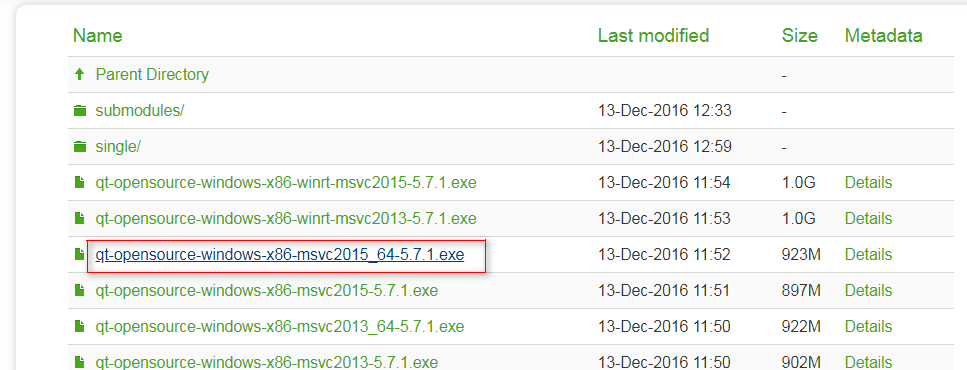 Name Last modified Size Metadata
Parent Directory -
submodules/ 13-Dec-2016 12:33 -
single/ 13-Dec-2016 12:59 -
qt-opensource-windows-x86-winrt-msvc2015-5.7.1.exe 13-Dec-2016 11:54 1.0G Details
qt-opensource-windows-x86-winrt-msvc2013-5.7.1.exe 13-Dec-2016 11:53 1.0G Details
qt-opensource-windows-x86-msvc2015_64-5.7.1.exe 13-Dec-2016 11:52 923M Details
qt-opensource-windows-x86-msvc2015-5.7.1.exe 13-Dec-2016 11:51 897M Details
qt-opensource-windows-x86-msvc2013_64-5.7.1.exe 13-Dec-2016 11:50 922M Details
qt-opensource-windows-x86-msvc2013-5.7.1.exe 13-Dec-2016 11:50 902M Details